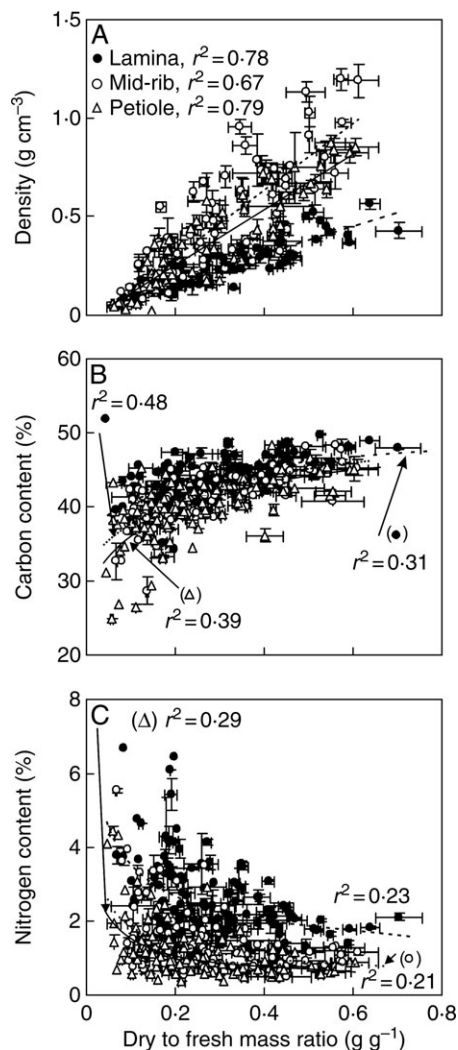 A
Lamina, r² = 0·78
Mid-rib, r² = 0·67
Petiole, r² = 0·79
Density (g cm⁻³)
1·5
1·0
0·5
0
B
r² = 0·48
(●)
r² = 0·31
(△)
r² = 0·39
Carbon content (%)
60
50
40
30
20
C
(△) r² = 0·29
r² = 0·23
(○)
r² = 0·21
Nitrogen content (%)
8
6
4
2
0
0 0·2 0·4 0·6 0·8
Dry to fresh mass ratio (g g⁻¹)